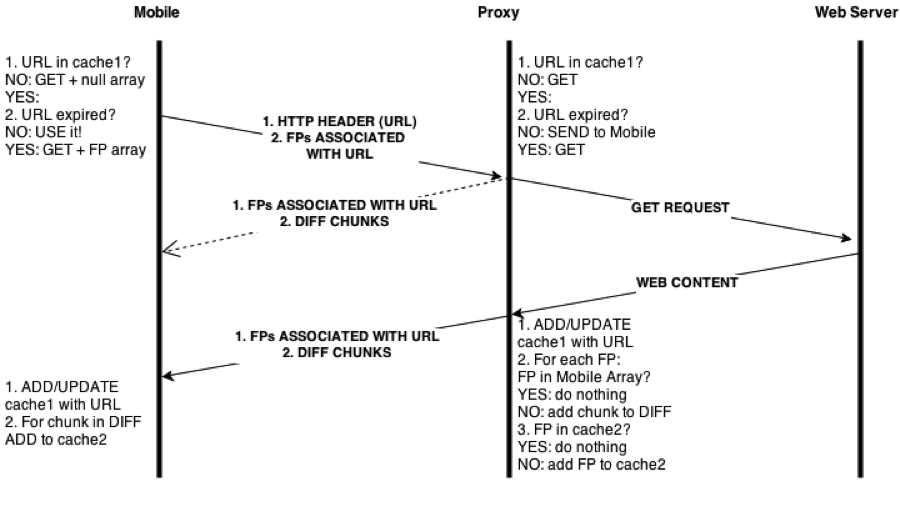 Mobile
Proxy
Web Server
1. URL in cache1?
NO: GET + null array
YES:
2. URL expired?
NO: USE it!
YES: GET + FP array
1. HTTP HEADER (URL)
2. FPs ASSOCIATED
WITH URL
1. URL in cache1?
NO: GET
YES:
2. URL expired?
NO: SEND to Mobile
YES: GET
1. FPs ASSOCIATED WITH URL
2. DIFF CHUNKS
GET REQUEST
WEB CONTENT
1. FPs ASSOCIATED WITH URL
2. DIFF CHUNKS
1. ADD/UPDATE
cache1 with URL
2. For each FP:
FP in Mobile Array?
YES: do nothing
NO: add chunk to DIFF
3. FP in cache2?
YES: do nothing
NO: add FP to cache2
1. ADD/UPDATE
cache1 with URL
2. For chunk in DIFF
ADD to cache2